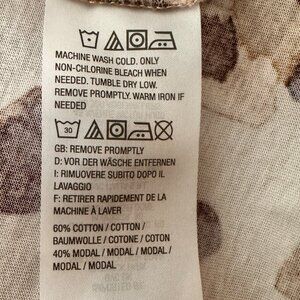 MACHINE WASH COLD. ONLY
NON-CHLORINE BLEACH WHEN
NEEDED. TUMBLE DRY LOW.
REMOVE PROMPTLY. WARM IRON IF
NEEDED
30
GB: REMOVE PROMPTLY
D: VOR DER WÄSCHE ENTFERNEN
I: RIMUOVERE SUBITO DOPO IL
LAVAGGIO
F: RETIRER RAPIDEMENT DE LA
MACHINE À LAVER
60% COTTON / COTTON /
BAUMWOLLE / COTONE / COTON
40% MODAL / MODAL / MODAL /
MODAL / MODAL